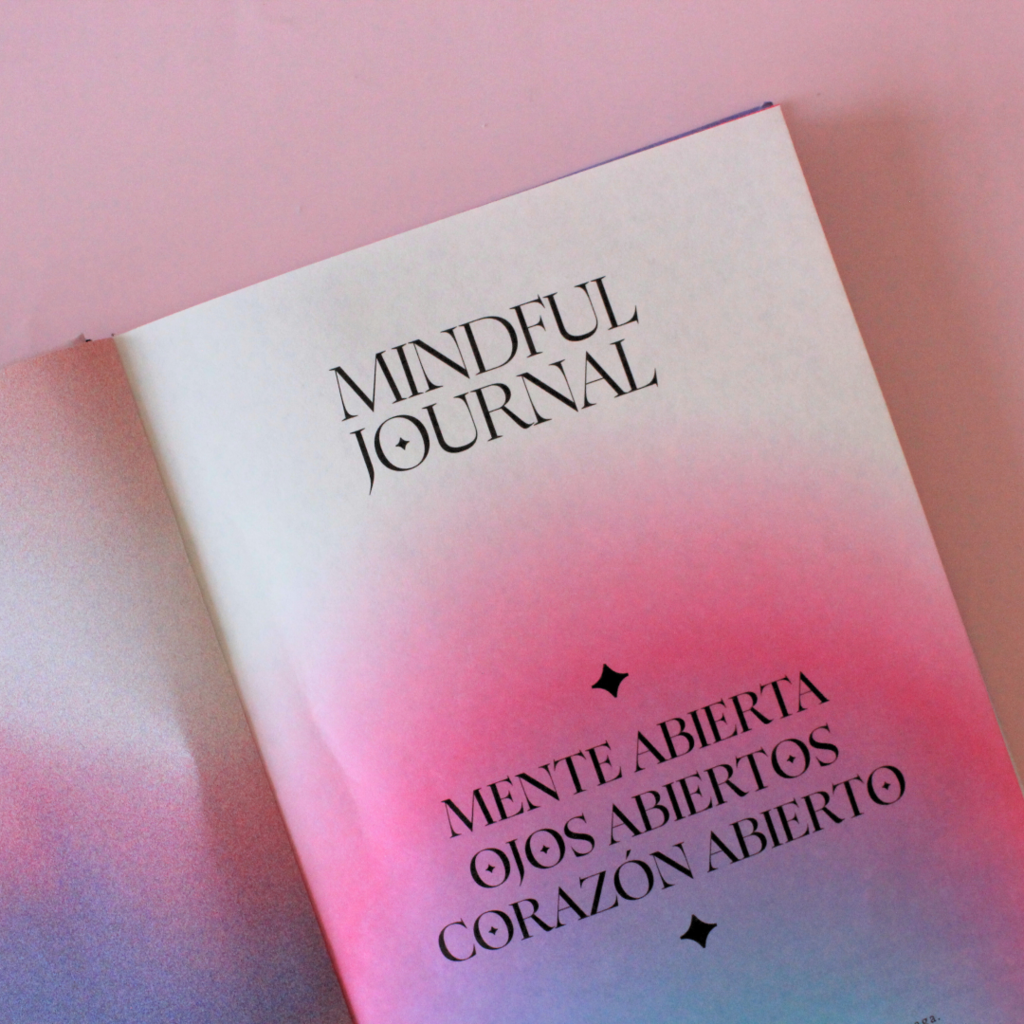 MINDFUL
JOURNAL
MENTE ABIERTA
OJOS ABIERTOS
CORAZÓN ABIERTO